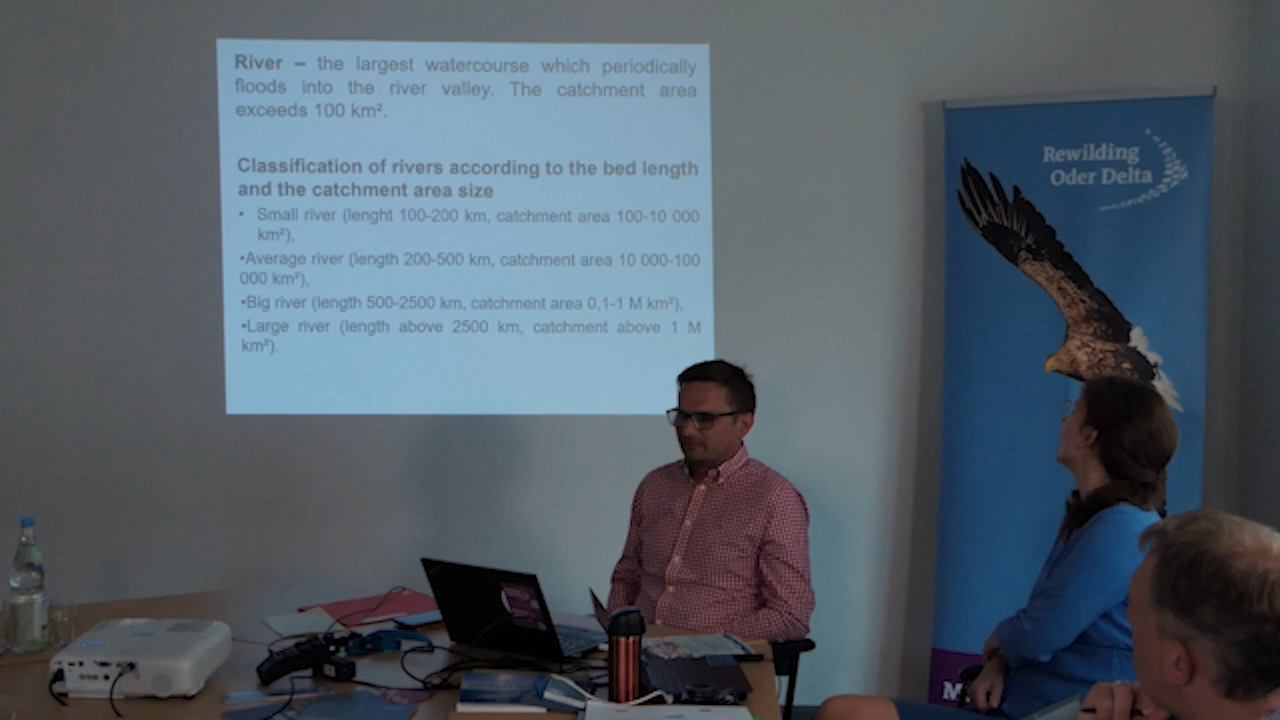 River – the largest watercourse which periodically
floods into the river valley. The catchment area
exceeds 100 km².
Classification of rivers according to the bed length
and the catchment area size
• Small river (lenght 100-200 km, catchment area 100-10 000
km²),
•Average river (length 200-500 km, catchment area 10 000-100
000 km²),
•Big river (length 500-2500 km, catchment area 0,1-1 M km²),
•Large river (length above 2500 km, catchment above 1 M
km²).
Rewilding
Oder Delta